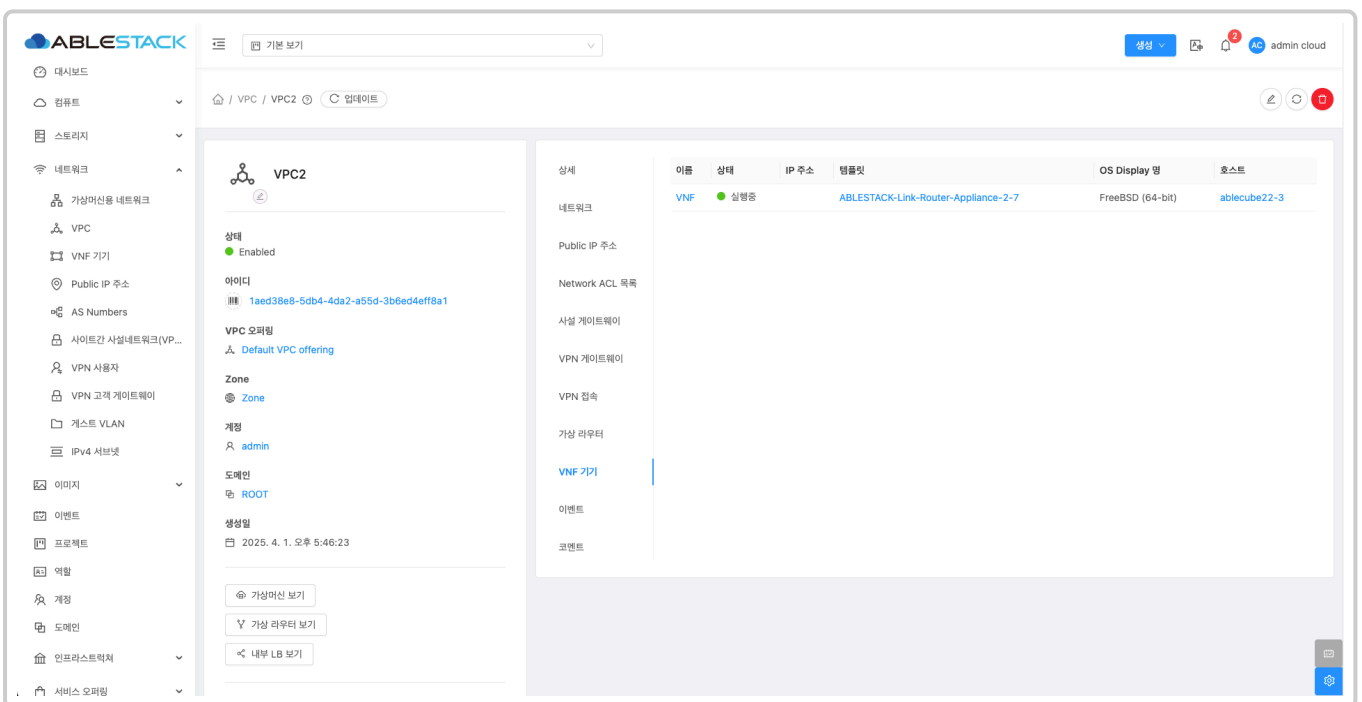 ABLESTACK
기본 보기
생성
2
AC
admin cloud
대시보드
컴퓨트
스토리지
네트워크
가상머신용 네트워크
VPC
VNF 기기
Public IP 주소
AS Numbers
사이트간 사설네트워크(VP...
VPN 사용자
VPN 고객 게이트웨이
게스트 VLAN
IPv4 서브넷
이미지
이벤트
프로젝트
역할
계정
도메인
인프라스트럭쳐
서비스 오퍼링
/ VPC / VPC2
업데이트
VPC2
상태
Enabled
아이디
1aed38e8-5db4-4da2-a55d-3b6ed4eff8a1
VPC 오퍼링
Default VPC offering
Zone
Zone
계정
admin
도메인
ROOT
생성일
2025. 4. 1. 오후 5:46:23
가상머신 보기
가상 라우터 보기
내부 LB 보기
상세
네트워크
Public IP 주소
Network ACL 목록
사설 게이트웨이
VPN 게이트웨이
VPN 접속
가상 라우터
VNF 기기
이벤트
코멘트
이름 상태 IP 주소 템플릿 OS Display 명 호스트
VNF 실행중 ABLESTACK-Link-Router-Appliance-2-7 FreeBSD (64-bit) ablecube22-3